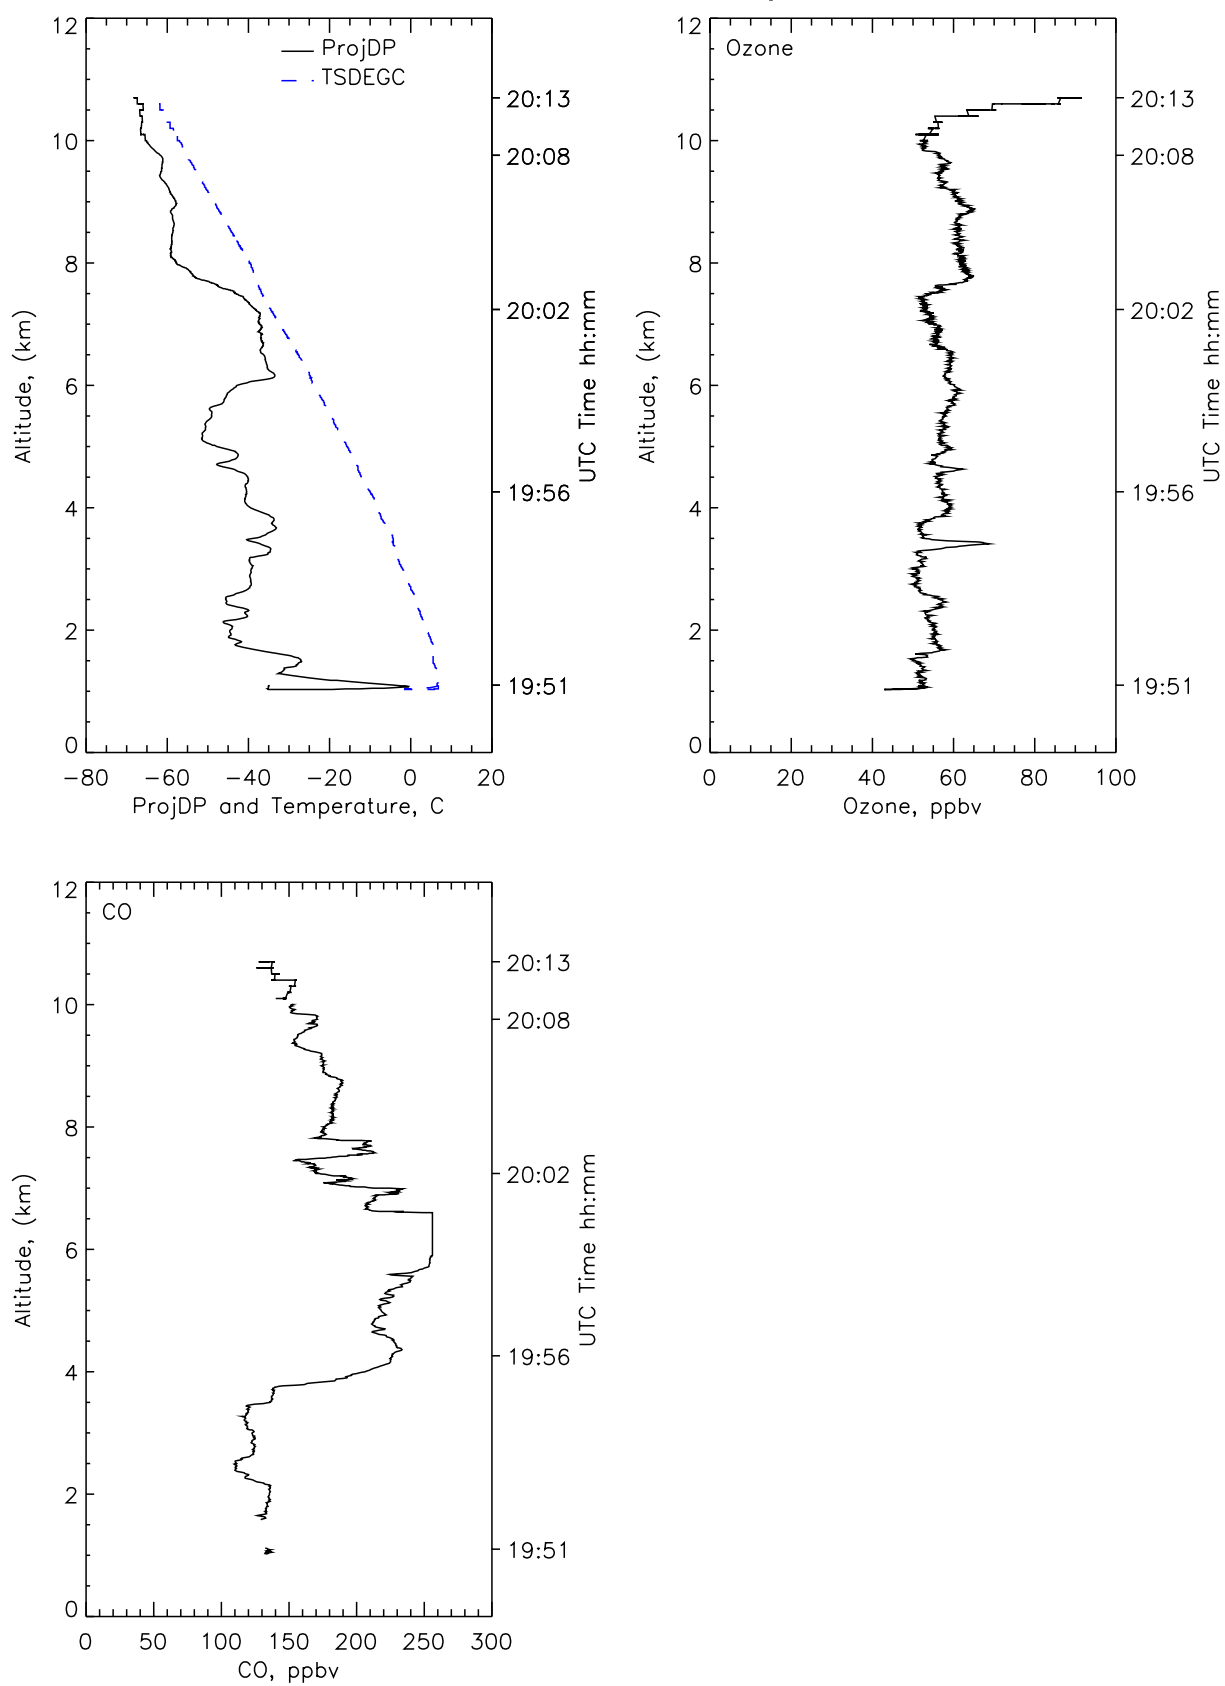 12
10
8
6
4
2
0
Altitude, (km)
ProjDP
TSDEGC
20:13
20:08
20:02
19:56
19:51
UTC Time hh:mm
−80 −60 −40 −20 0 20
ProjDP and Temperature, C
12
10
8
6
4
2
0
Altitude, (km)
Ozone
20:13
20:08
20:02
19:56
19:51
UTC Time hh:mm
0 20 40 60 80 100
Ozone, ppbv
12
10
8
6
4
2
0
Altitude, (km)
CO
20:13
20:08
20:02
19:56
19:51
UTC Time hh:mm
0 50 100 150 200 250 300
CO, ppbv